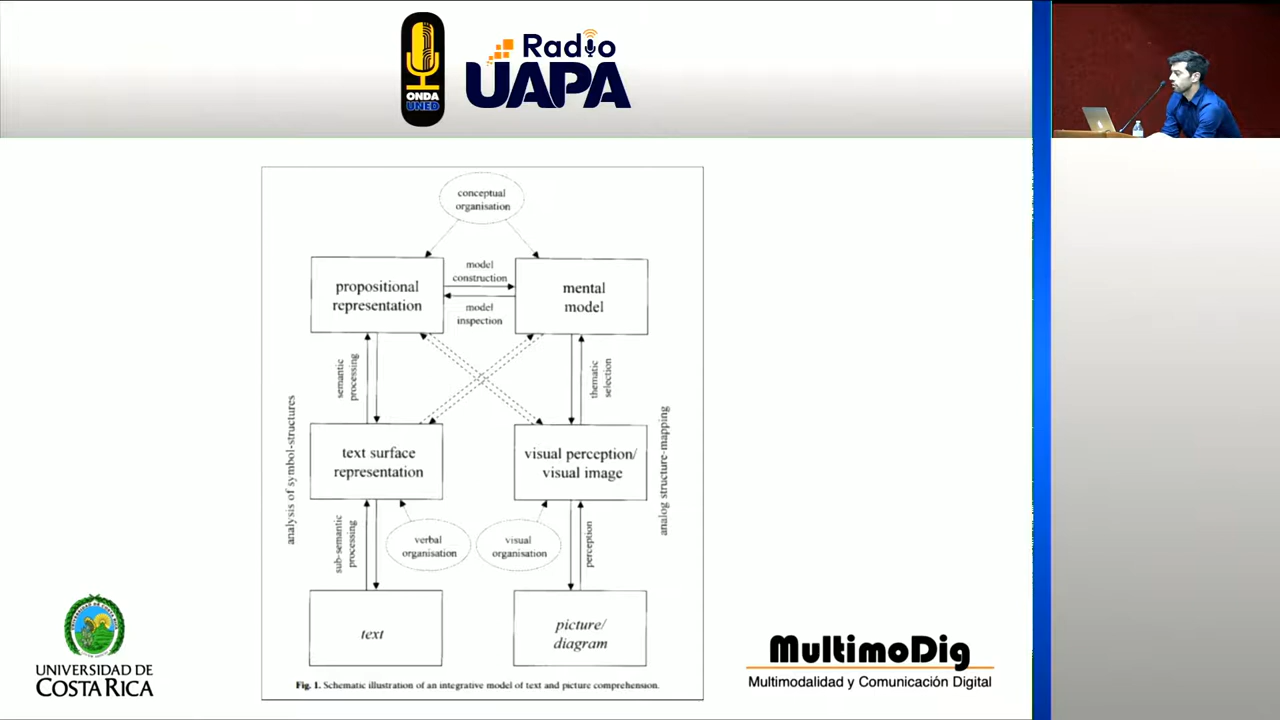 ONDA
UNED
Radio
UAPA
conceptual
organisation
propositional
representation
model
construction
model
inspection
mental
model
semantic
processing
thematic
selection
analysis of symbol-structures
analog structure-mapping
text surface
representation
visual perception/
visual image
sub-semantic
processing
verbal
organisation
visual
organisation
perception
text
picture/
diagram
Fig. 1. Schematic illustration of an integrative model of text and picture comprehension.
UNIVERSIDAD DE
COSTA RICA
MultimoDig
Multimodalidad y Comunicación Digital